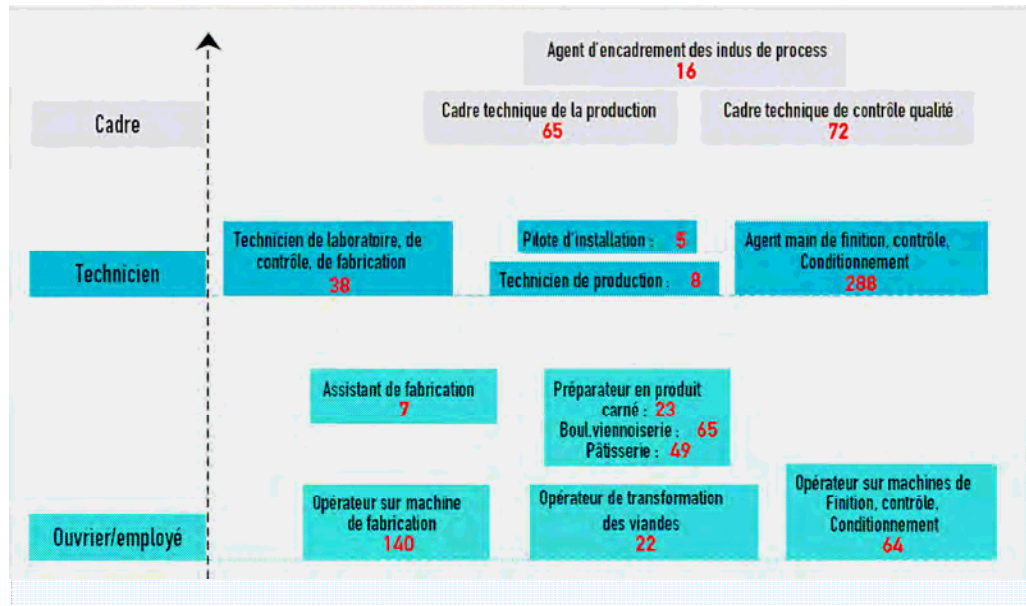 Agent d'encadrement des indus de process
16
Cadre
Cadre technique de la production
65
Cadre technique de contrôle qualité
72
Technicien
Technicien de laboratoire, de
contrôle, de fabrication
38
Pilote d'installation : 5
Technicien de production : 8
Agent main de finition, contrôle,
Conditionnement
288
Assistant de fabrication
7
Préparateur en produit
carné : 23
Boul.viennoiserie : 65
Pâtisserie : 49
Ouvrier/employé
Opérateur sur machine
de fabrication
140
Opérateur de transformation
des viandes
22
Opérateur sur machines de
Finition, contrôle,
Conditionnement
64